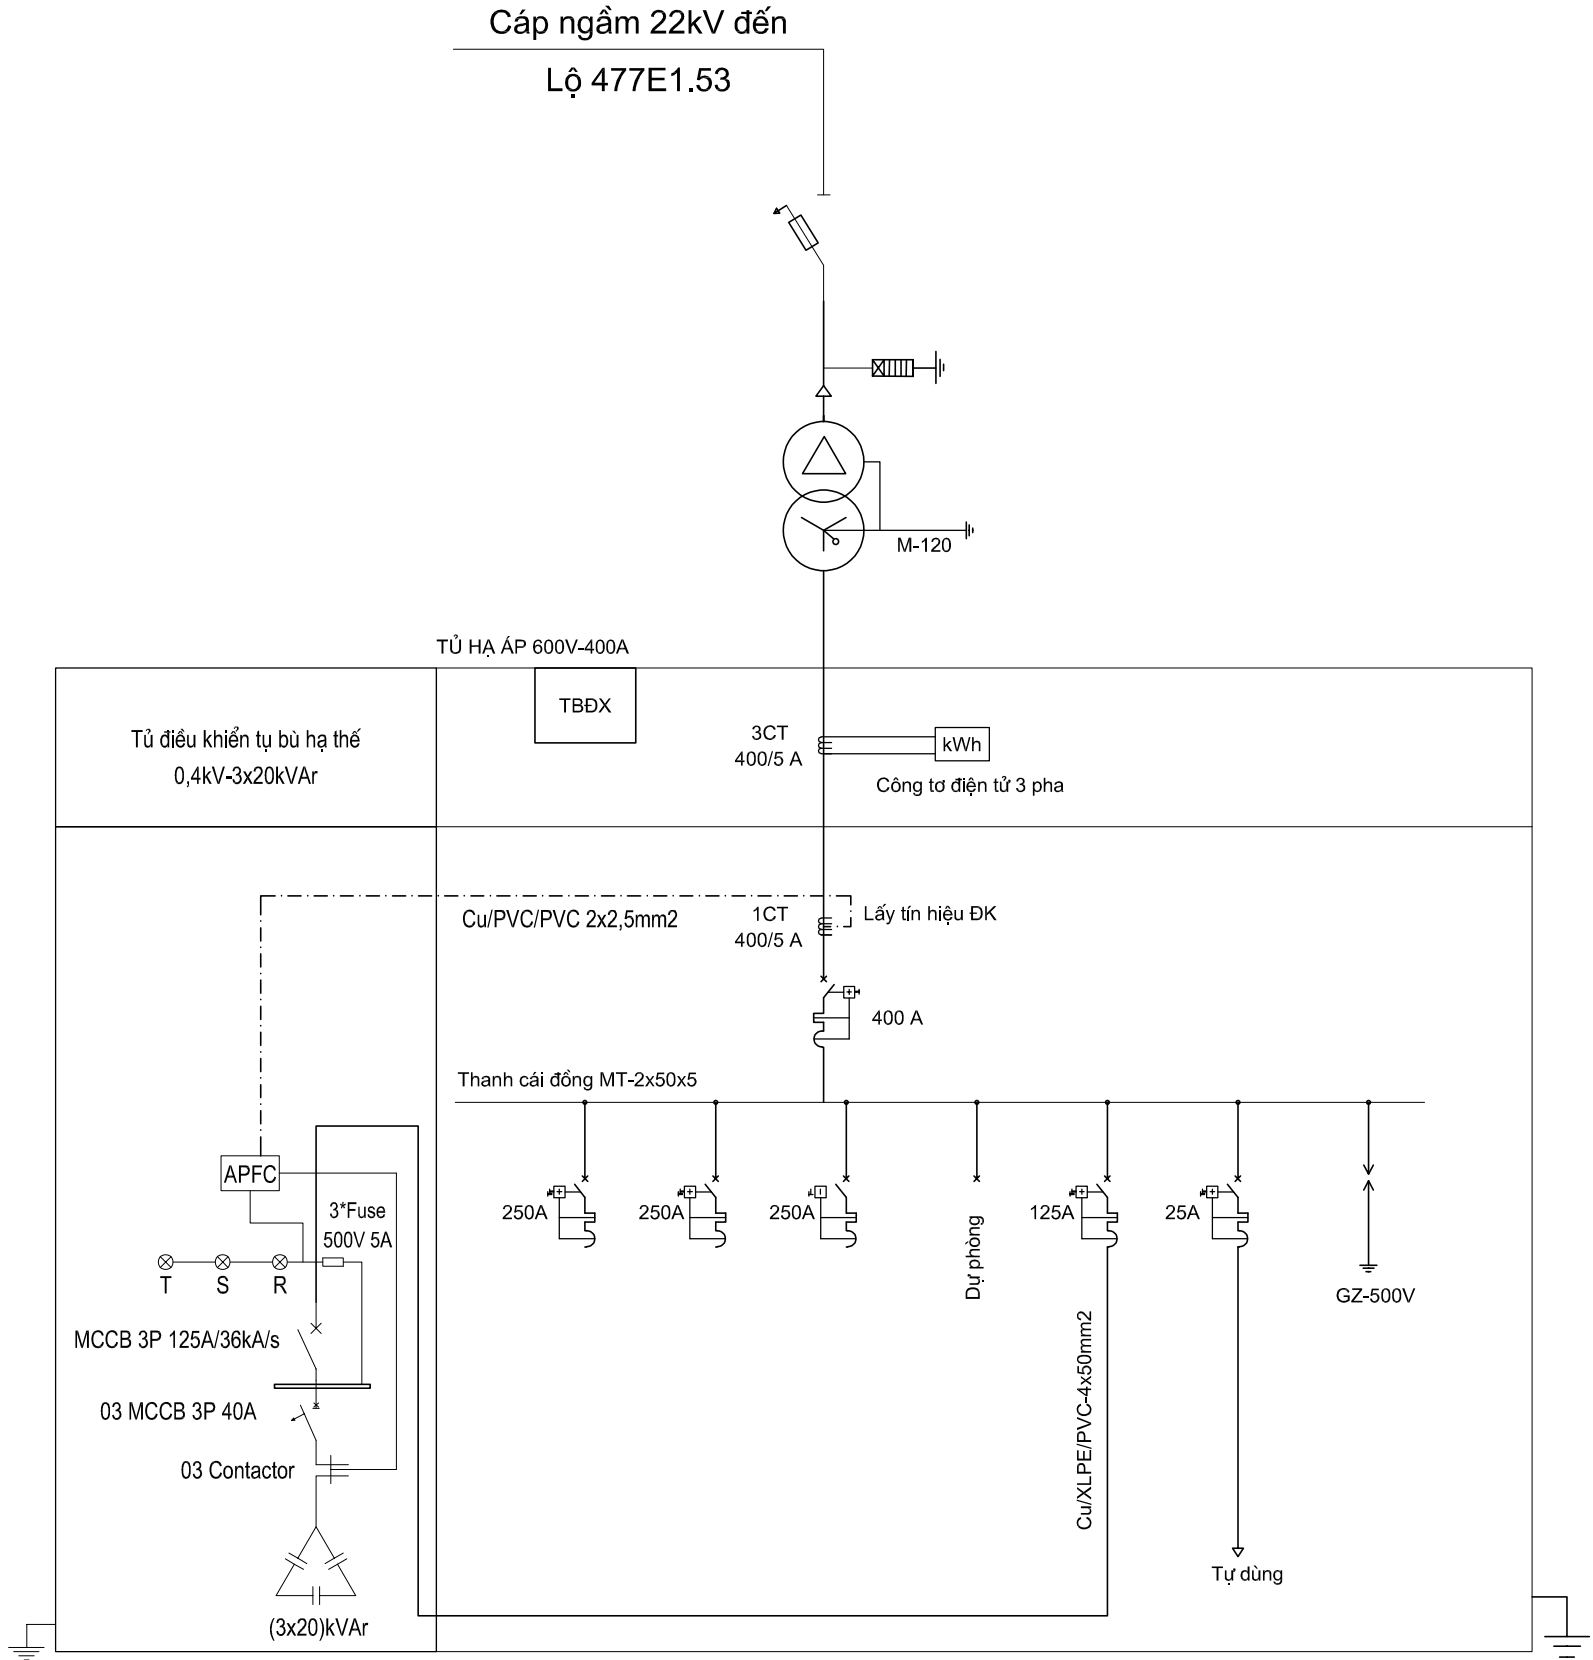 Cáp ngầm 22kV đến
Lộ 477E1.53
M-120
TỦ HẠ ÁP 600V-400A
TBĐX
Tủ điều khiển tụ bù hạ thế
0,4kV-3x20kVAr
3CT
400/5 A
kWh
Công tơ điện tử 3 pha
Cu/PVC/PVC 2x2,5mm2
1CT
400/5 A
Lấy tín hiệu ĐK
400 A
Thanh cái đồng MT-2x50x5
APFC
3*Fuse
500V 5A
T
S
R
250A
250A
250A
Dự phòng
125A
25A
GZ-500V
MCCB 3P 125A/36kA/s
03 MCCB 3P 40A
03 Contactor
Cu/XLPE/PVC-4x50mm2
Tự dùng
(3x20)kVAr